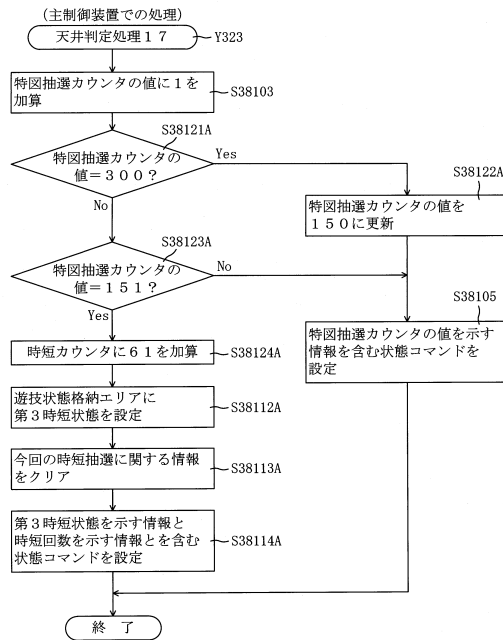 (主制御装置での処理)
天井判定処理１７
Y323
特図抽選カウンタの値に１を
加算
S38103
S38121A
特図抽選カウンタの
値＝３００？
Yes
No
S38122A
特図抽選カウンタの値を
１５０に更新
S38123A
特図抽選カウンタの
値＝１５１？
No
Yes
S38105
特図抽選カウンタの値を示す
情報を含む状態コマンドを
設定
時短カウンタに６１を加算
S38124A
遊技状態格納エリアに
第３時短状態を設定
S38112A
今回の時短抽選に関する情報
をクリア
S38113A
第３時短状態を示す情報と
時短回数を示す情報とを含む
状態コマンドを設定
S38114A
終 了